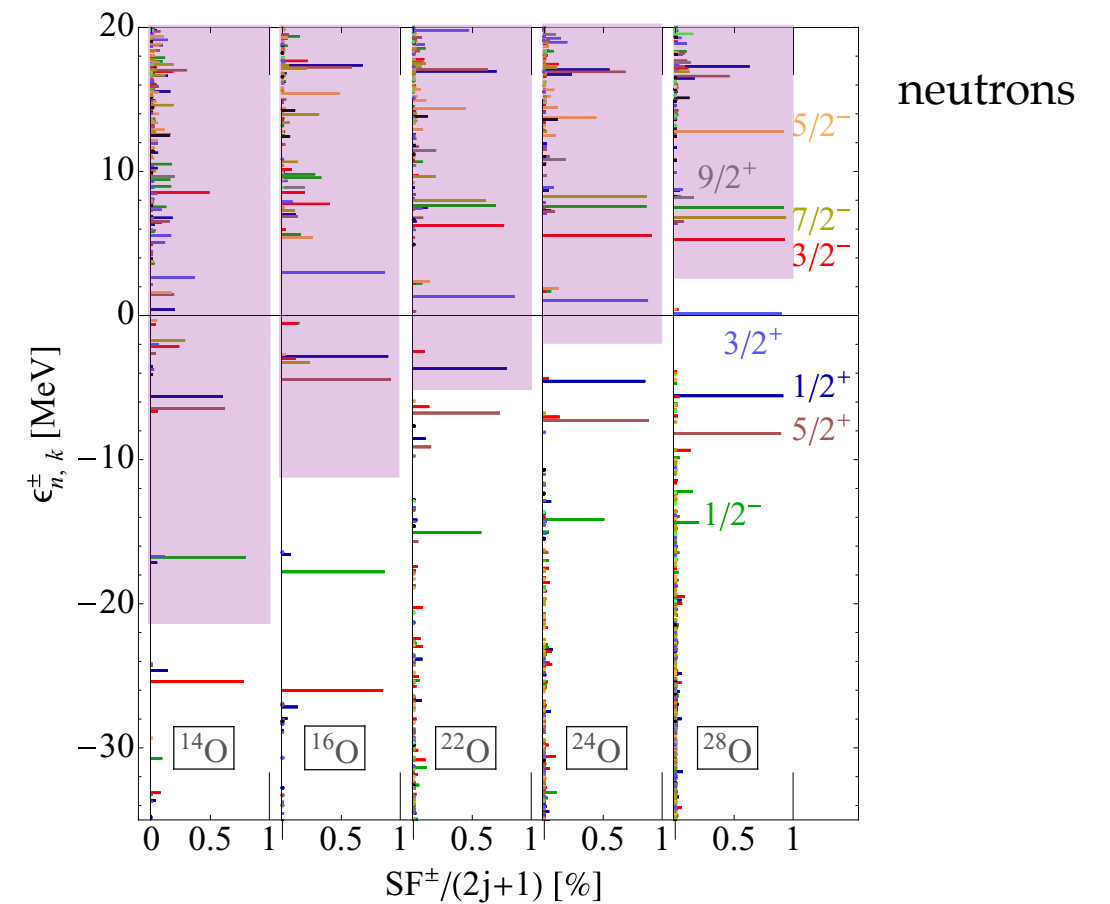 neutrons
20
10
0
−10
−20
−30
ϵ±n, k [MeV]
5/2−
9/2+
7/2−
3/2−
3/2+
1/2+
5/2+
1/2−
14O
16O
22O
24O
28O
0 0.5 1 0.5 1 0.5 1 0.5 1 0.5 1
SF±/(2j+1) [%]